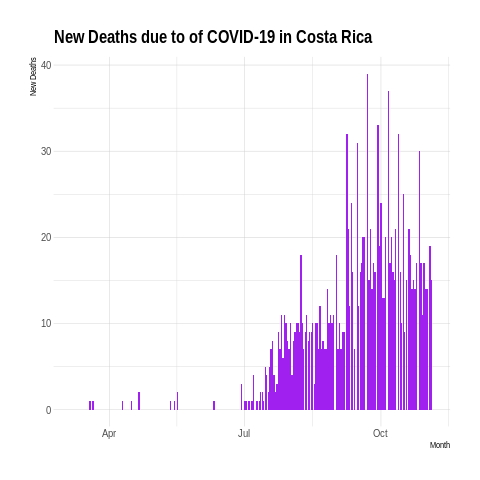 New Deaths due to of COVID-19 in Costa Rica
New Deaths
40
30
20
10
0
Apr
Jul
Oct
Month